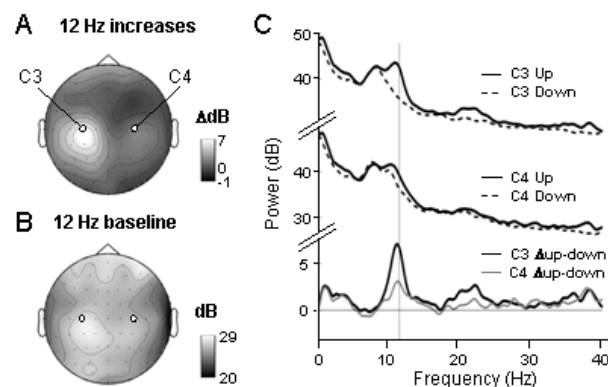 A 12 Hz increases
C3 C4
ΔdB
7
0
-1
B 12 Hz baseline
dB
29
20
C
50
40
40
30
5
0
Power (dB)
C3 Up
C3 Down
C4 Up
C4 Down
C3 Δup-down
C4 Δup-down
0 10 20 30 40
Frequency (Hz)